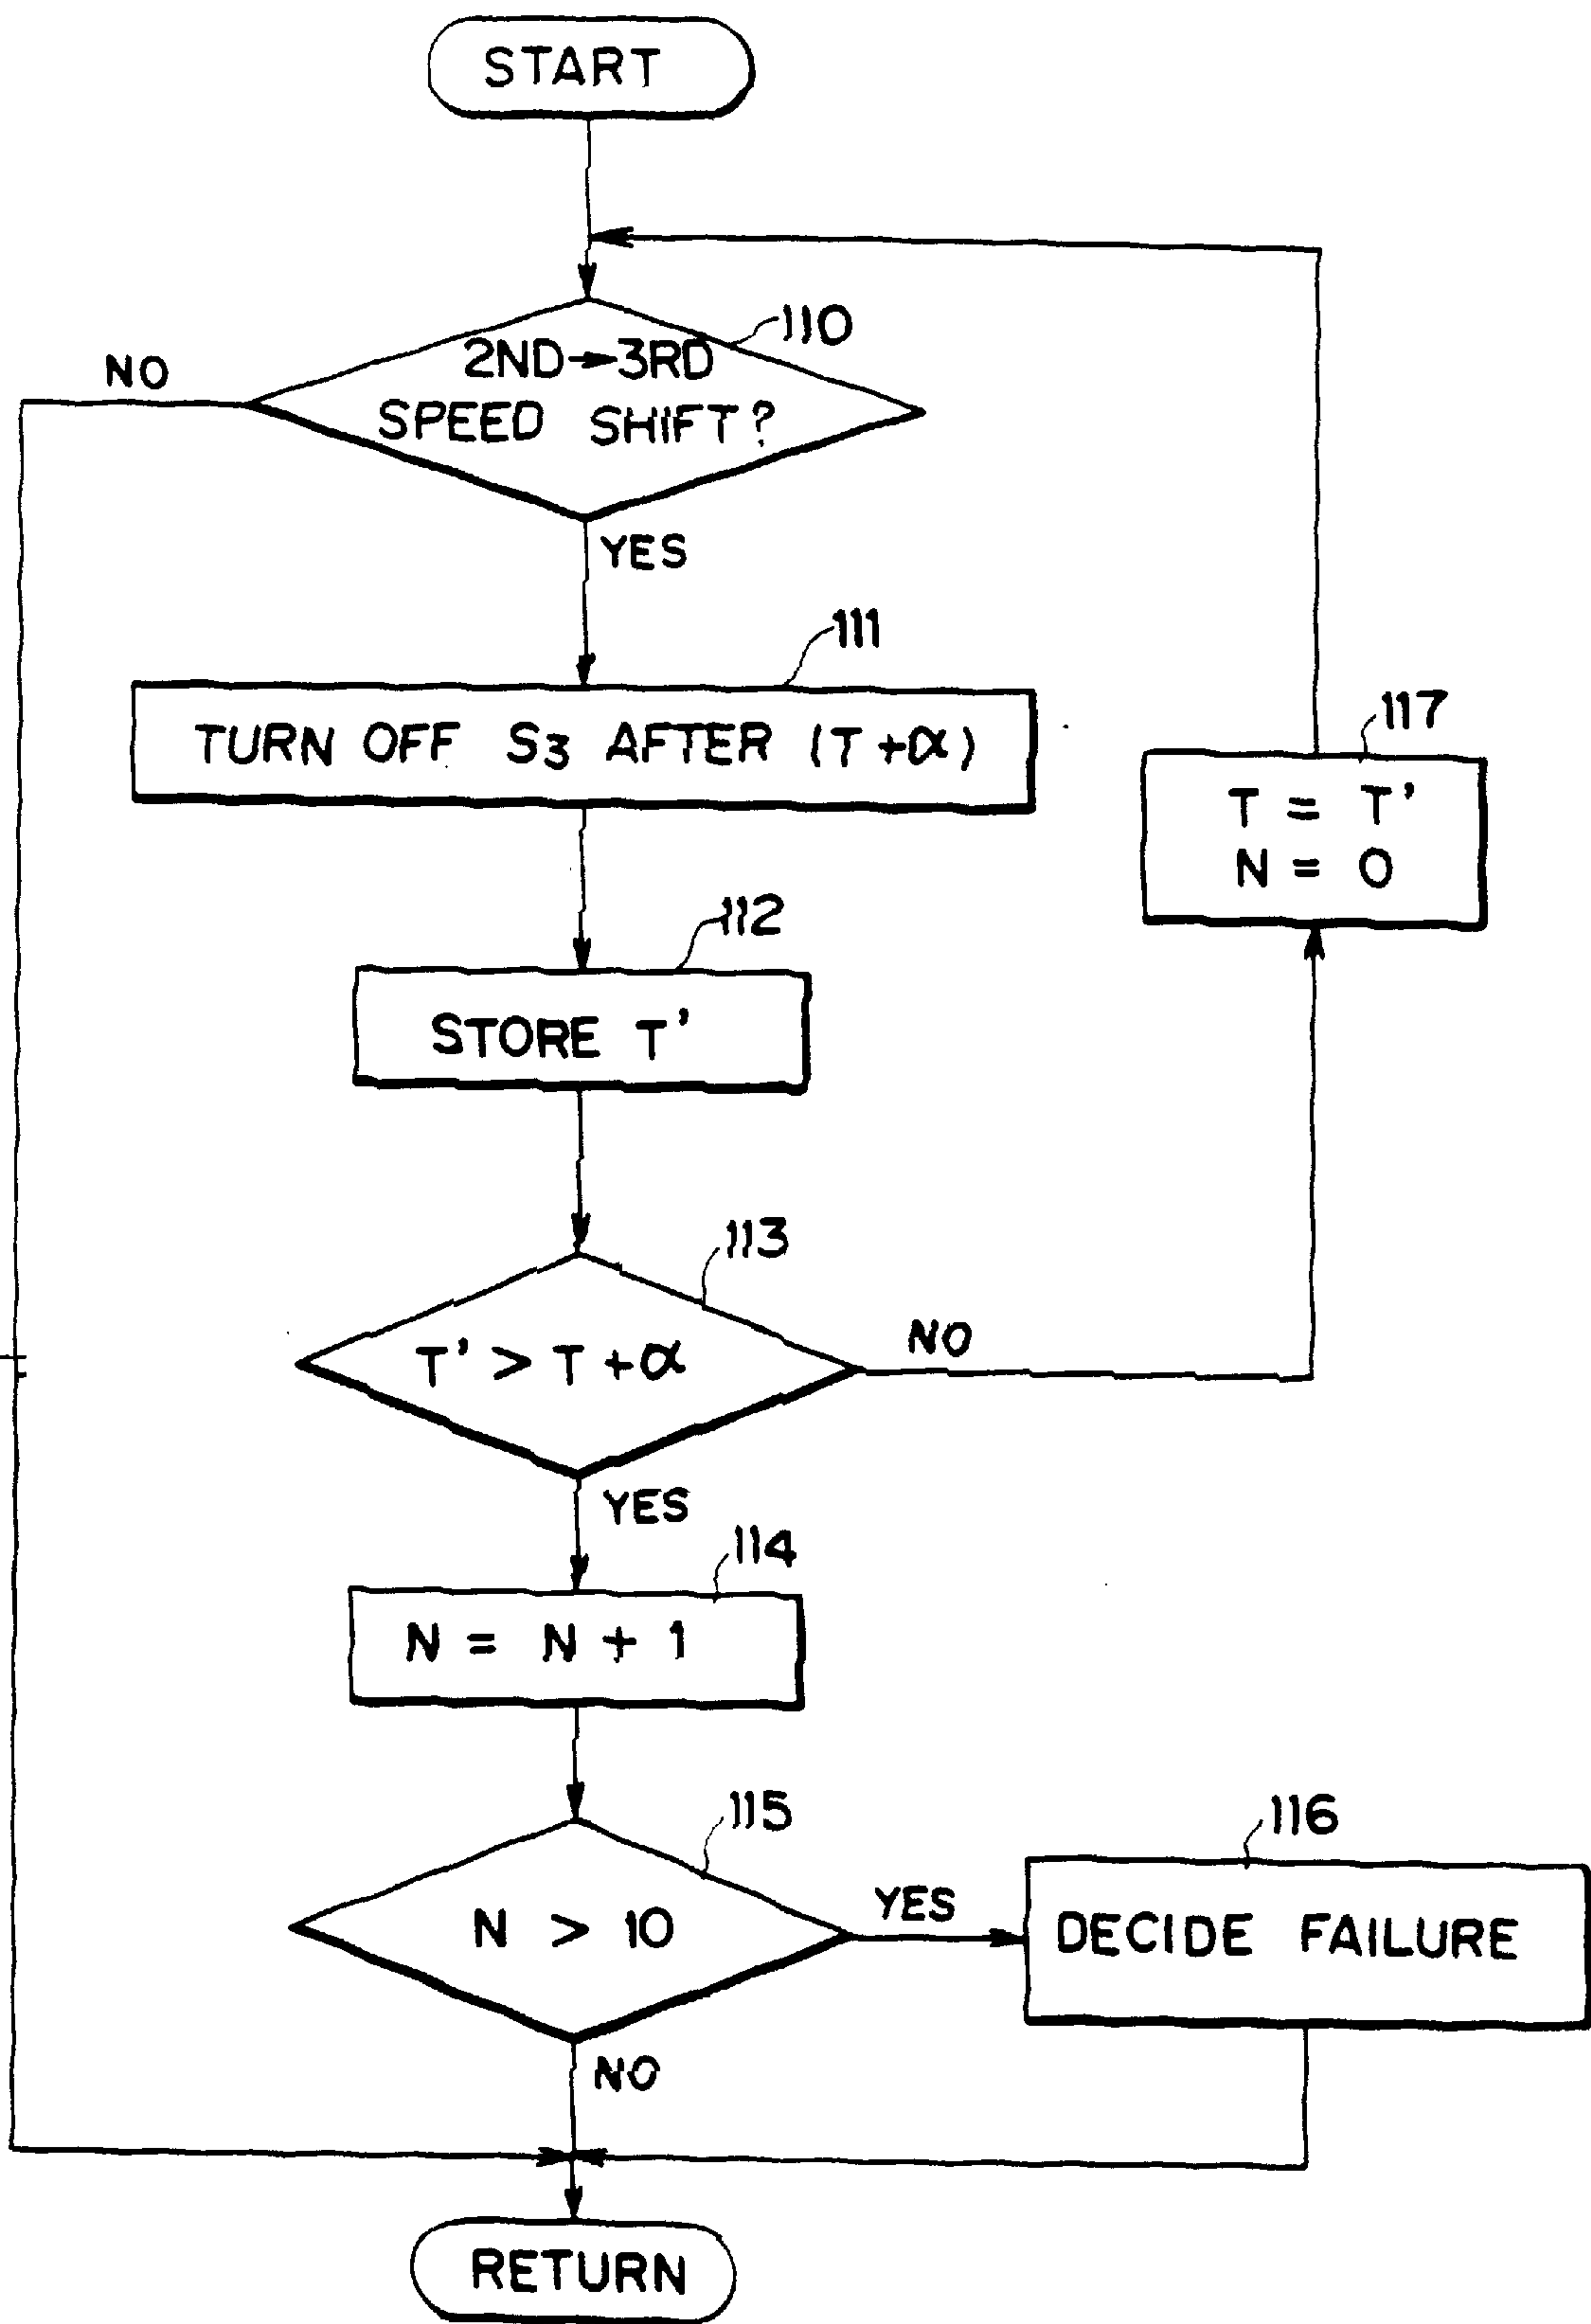 START
110
2ND→3RD
SPEED SHIFT?
NO
YES
111
TURN OFF S3 AFTER (T+α)
117
T = T'
N = 0
112
STORE T'
113
T' > T+α
NO
YES
114
N = N + 1
115
N > 10
YES
116
DECIDE FAILURE
NO
RETURN